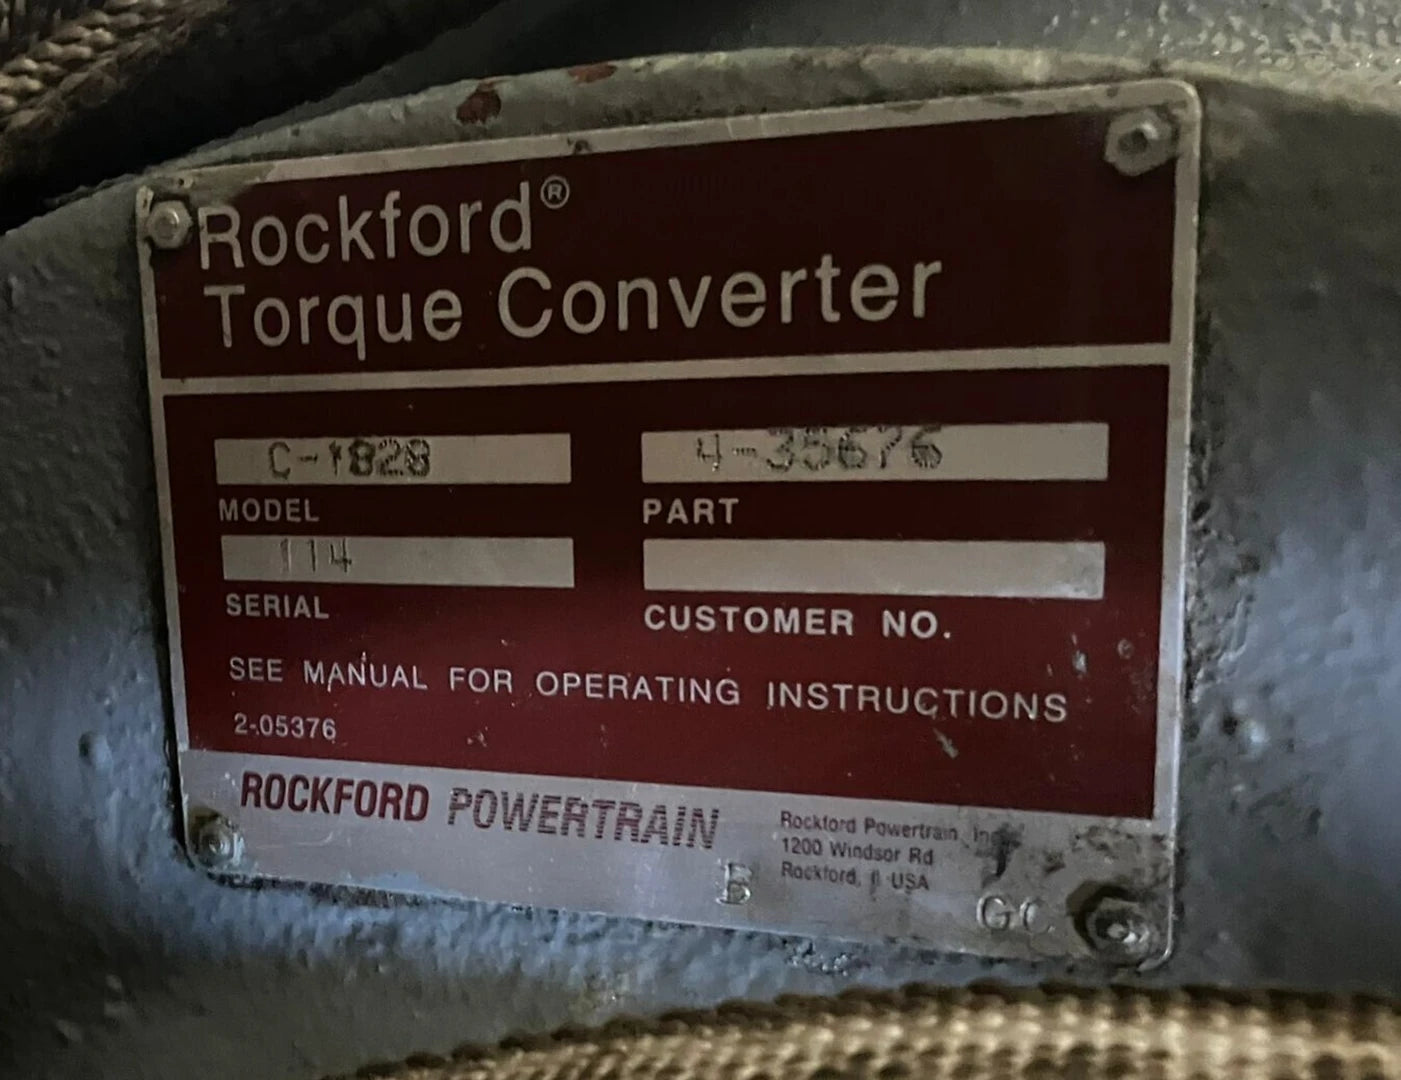 Rockford®
Torque Converter
C-1828
4-35676
MODEL
PART
114
SERIAL
CUSTOMER NO.
SEE MANUAL FOR OPERATING INSTRUCTIONS
2-05376
ROCKFORD POWERTRAIN
Rockford Powertrain, Inc.
1200 Windsor Rd
Rockford, Il USA
B
GC